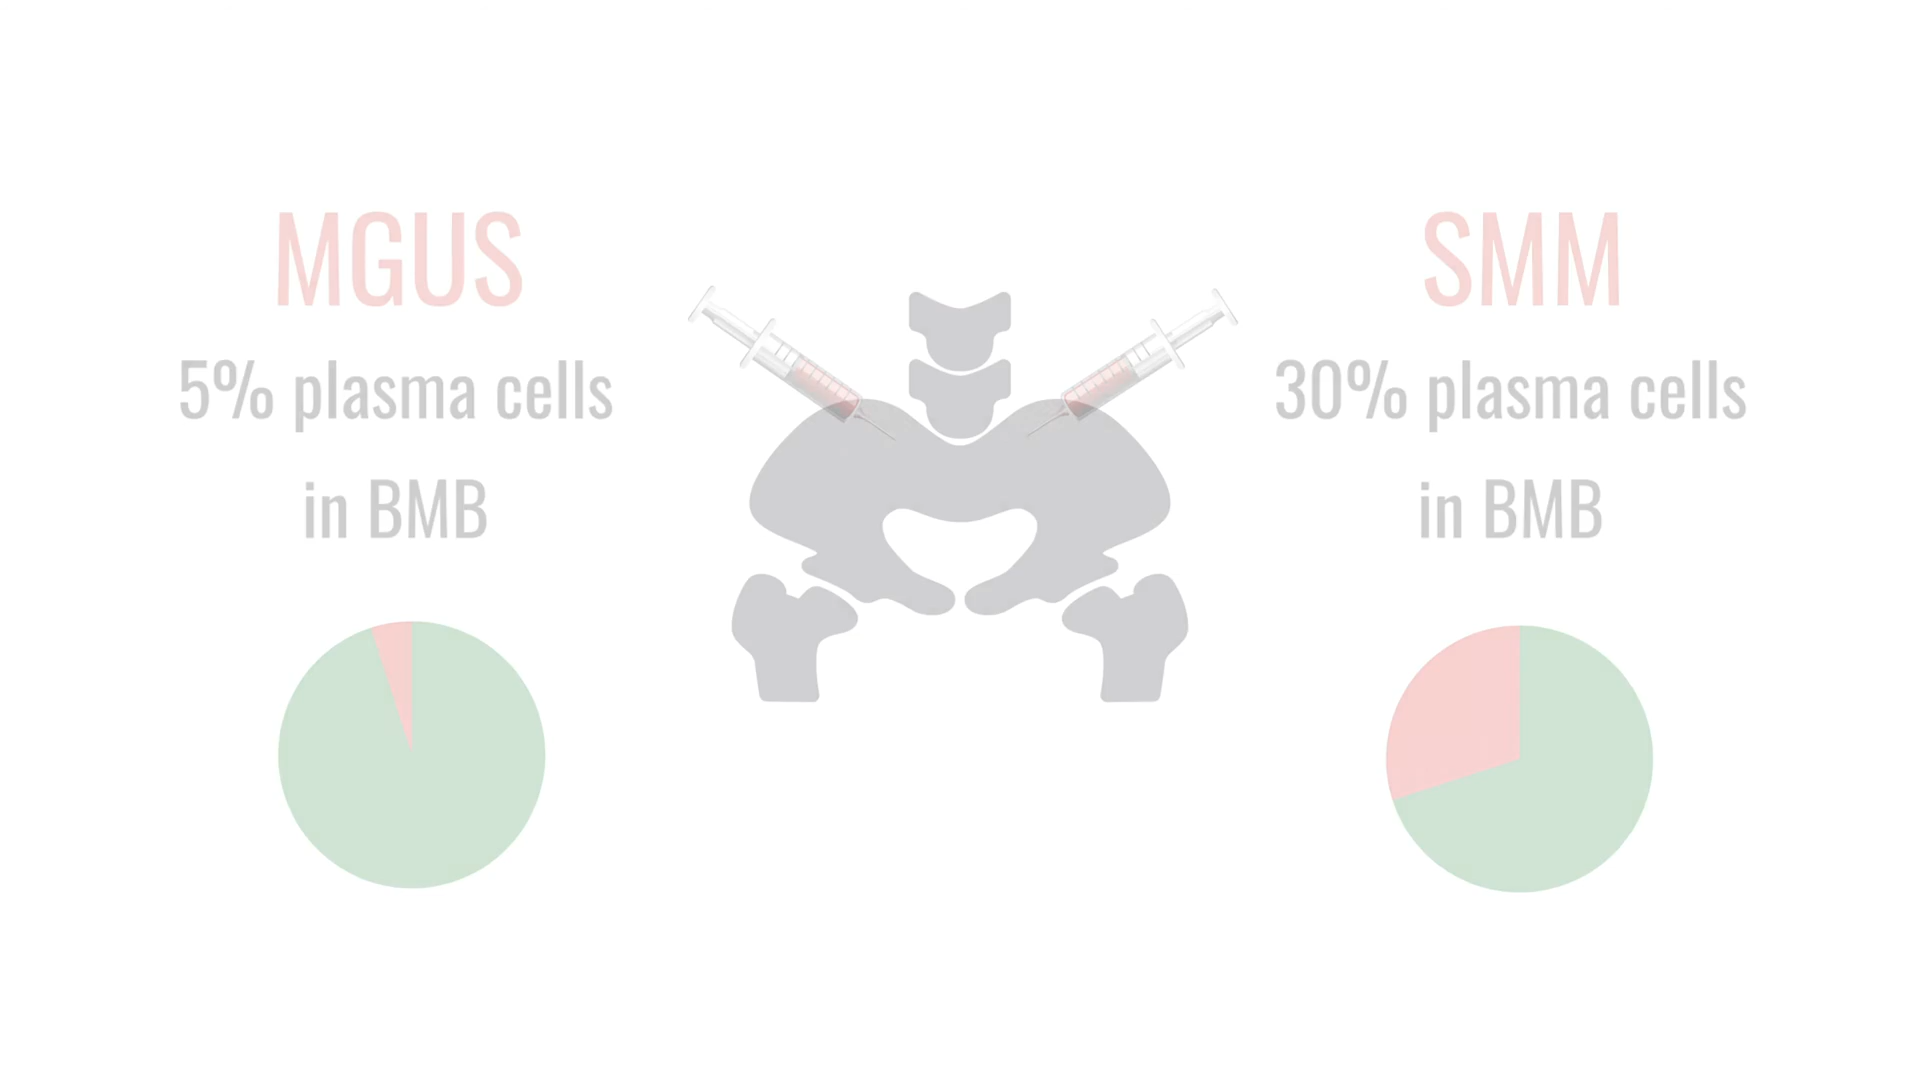 MGUS
5% plasma cells
in BMB
SMM
30% plasma cells
in BMB